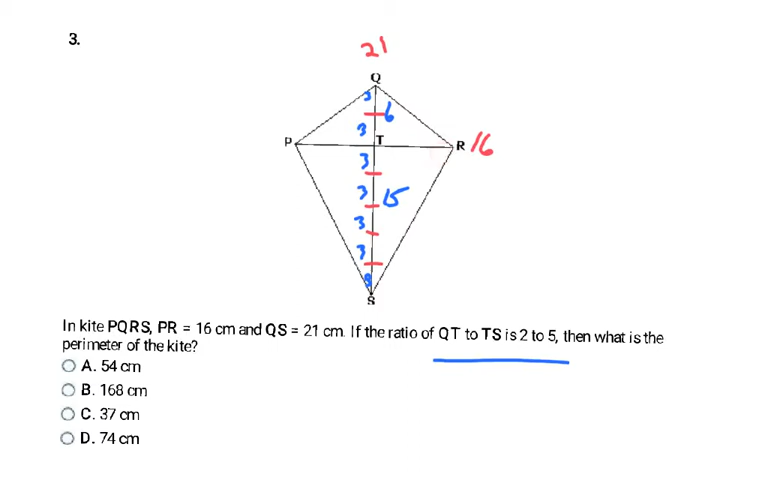 3.
21
Q
3
6
3
P
T
R 16
3
3 15
3
3
3
S
In kite PQRS, PR = 16 cm and QS = 21 cm. If the ratio of QT to TS is 2 to 5, then what is the
perimeter of the kite?
A. 54 cm
B. 168 cm
C. 37 cm
D. 74 cm